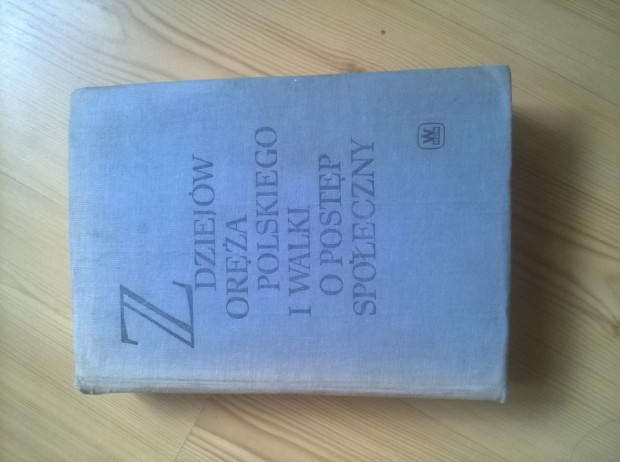 Z
DZIEJÓW
ORĘŻA
POLSKIEGO
I WALKI
O POSTĘP
SPOŁECZNY
W